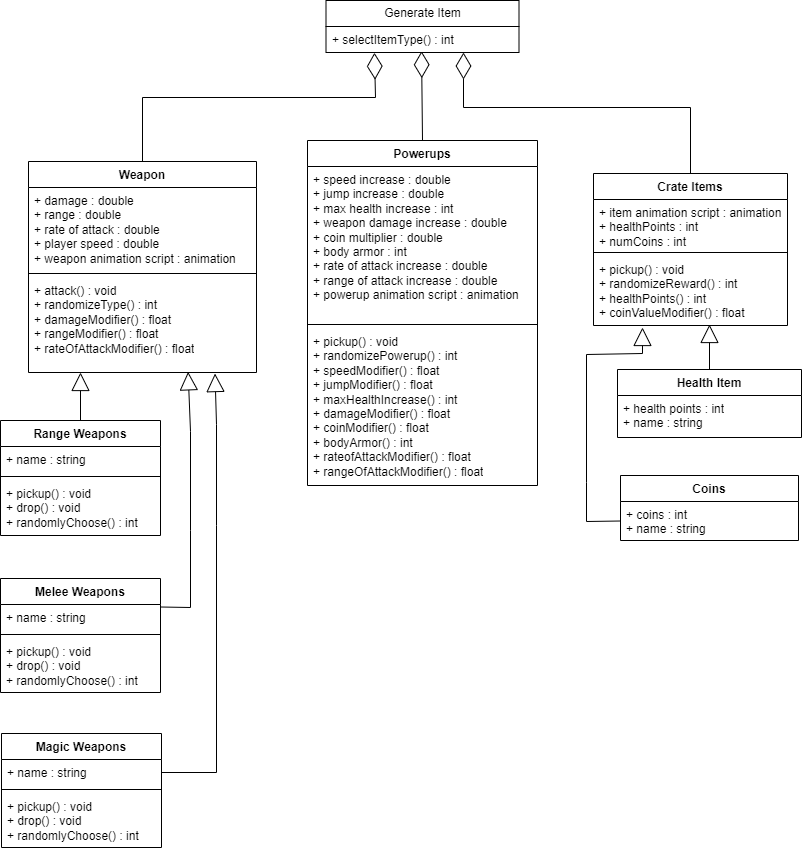 Generate Item
+ selectItemType() : int
Weapon
+ damage : double
+ range : double
+ rate of attack : double
+ player speed : double
+ weapon animation script : animation
+ attack() : void
+ randomizeType() : int
+ damageModifier() : float
+ rangeModifier() : float
+ rateOfAttackModifier() : float
Powerups
+ speed increase : double
+ jump increase : double
+ max health increase : int
+ weapon damage increase : double
+ coin multiplier : double
+ body armor : int
+ rate of attack increase : double
+ range of attack increase : double
+ powerup animation script : animation
+ pickup() : void
+ randomizePowerup() : int
+ speedModifier() : float
+ jumpModifier() : float
+ maxHealthIncrease() : int
+ damageModifier() : float
+ coinModifier() : float
+ bodyArmor() : int
+ rateofAttackModifier() : float
+ rangeOfAttackModifier() : float
Crate Items
+ item animation script : animation
+ healthPoints : int
+ numCoins : int
+ pickup() : void
+ randomizeReward() : int
+ healthPoints() : int
+ coinValueModifier() : float
Health Item
+ health points : int
+ name : string
Coins
+ coins : int
+ name : string
Range Weapons
+ name : string
+ pickup() : void
+ drop() : void
+ randomlyChoose() : int
Melee Weapons
+ name : string
+ pickup() : void
+ drop() : void
+ randomlyChoose() : int
Magic Weapons
+ name : string
+ pickup() : void
+ drop() : void
+ randomlyChoose() : int